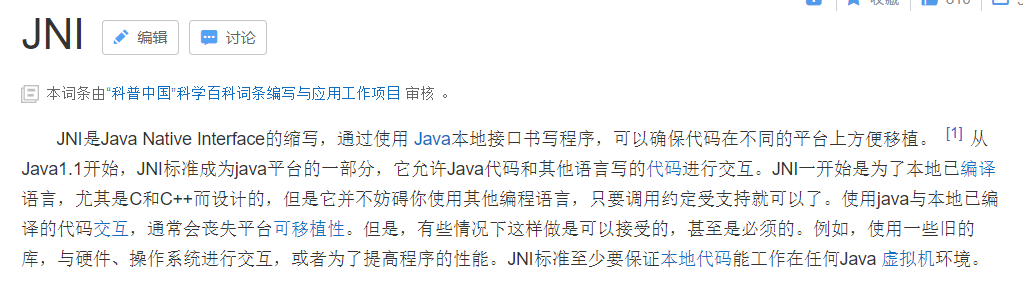 收藏
JNI 编辑 讨论
本词条由“科普中国”科学百科词条编写与应用工作项目 审核 。
JNI是Java Native Interface的缩写，通过使用 Java本地接口书写程序，可以确保代码在不同的平台上方便移植。 [1] 从
Java1.1开始，JNI标准成为java平台的一部分，它允许Java代码和其他语言写的代码进行交互。JNI一开始是为了本地已编译
语言，尤其是C和C++而设计的，但是它并不妨碍你使用其他编程语言，只要调用约定受支持就可以了。使用java与本地已编
译的代码交互，通常会丧失平台可移植性。但是，有些情况下这样做是可以接受的，甚至是必须的。例如，使用一些旧的
库，与硬件、操作系统进行交互，或者为了提高程序的性能。JNI标准至少要保证本地代码能工作在任何Java 虚拟机环境。